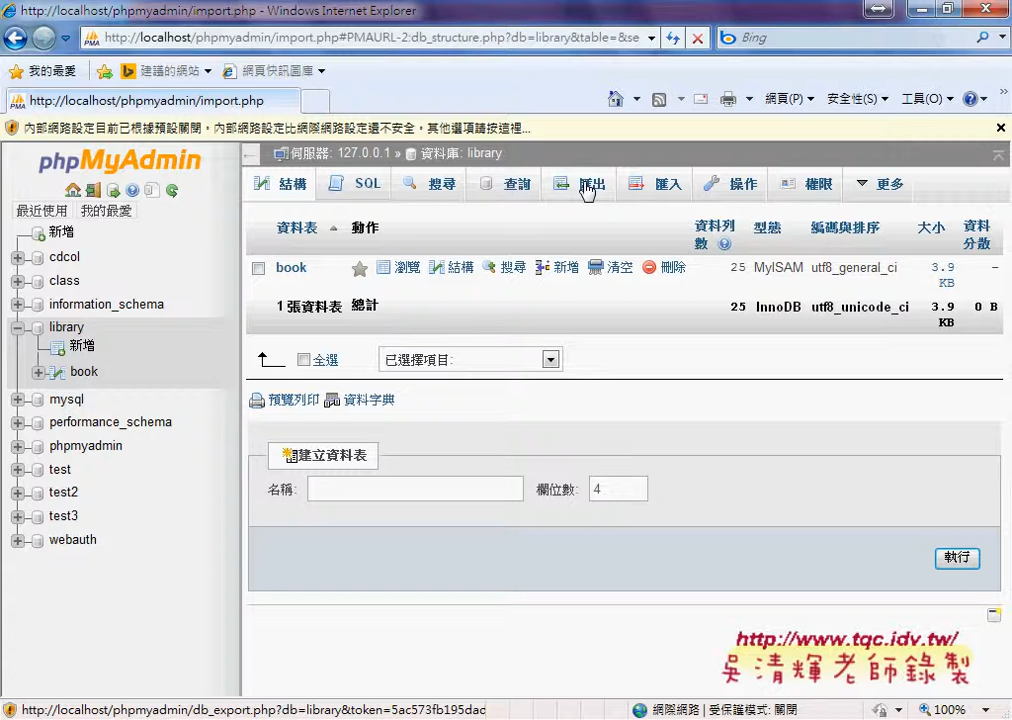 http://localhost/phpmyadmin/import.php - Windows Internet Explorer
http://localhost/phpmyadmin/import.php#PMAURL-2:db_structure.php?db=library&table=&se
Bing
我的最愛 建議的網站 網頁快訊圖庫
http://localhost/phpmyadmin/import.php
網頁(P) 安全性(S) 工具(O)
內部網路設定目前已根據預設關閉，內部網路設定比網際網路設定還不安全，其他選項請按這裡...
phpMyAdmin
最近使用 我的最愛
新增
cdcol
class
information_schema
library
新增
book
mysql
performance_schema
phpmyadmin
test
test2
test3
webauth
伺服器: 127.0.0.1 » 資料庫: library
結構 SQL 搜尋 查詢 匯出 匯入 操作 權限 更多
資料表 動作 資料列數 型態 編碼與排序 大小 資料分散
book 瀏覽 結構 搜尋 新增 清空 刪除 25 MyISAM utf8_general_ci 3.9 KB –
1 張資料表 總計 25 InnoDB utf8_unicode_ci 3.9 KB 0 B
全選 已選擇項目:
預覽列印 資料字典
建立資料表
名稱: 欄位數: 4
執行
http://www.tqc.idv.tw/
吳清輝老師錄製
http://localhost/phpmyadmin/db_export.php?db=library&token=5ac573fb195dac
網際網路 | 受保護模式: 關閉
100%